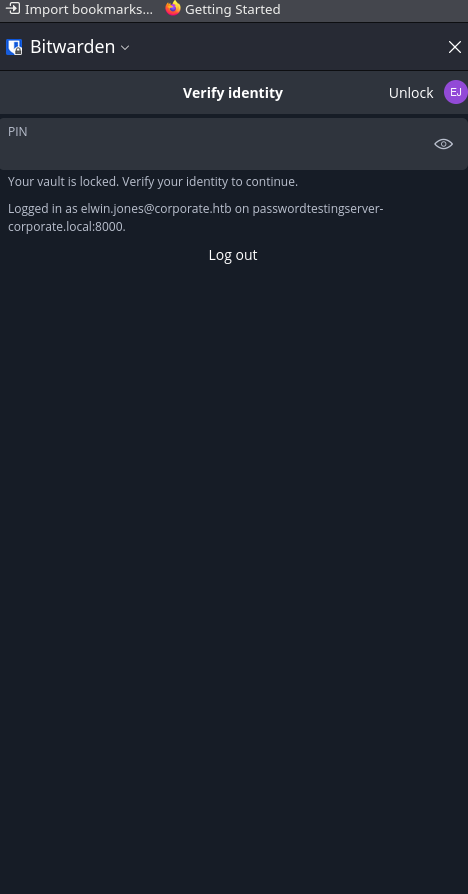 Import bookmarks... Getting Started
Bitwarden
Verify identity Unlock EJ
PIN
Your vault is locked. Verify your identity to continue.
Logged in as elwin.jones@corporate.htb on passwordtestingserver-
corporate.local:8000.
Log out